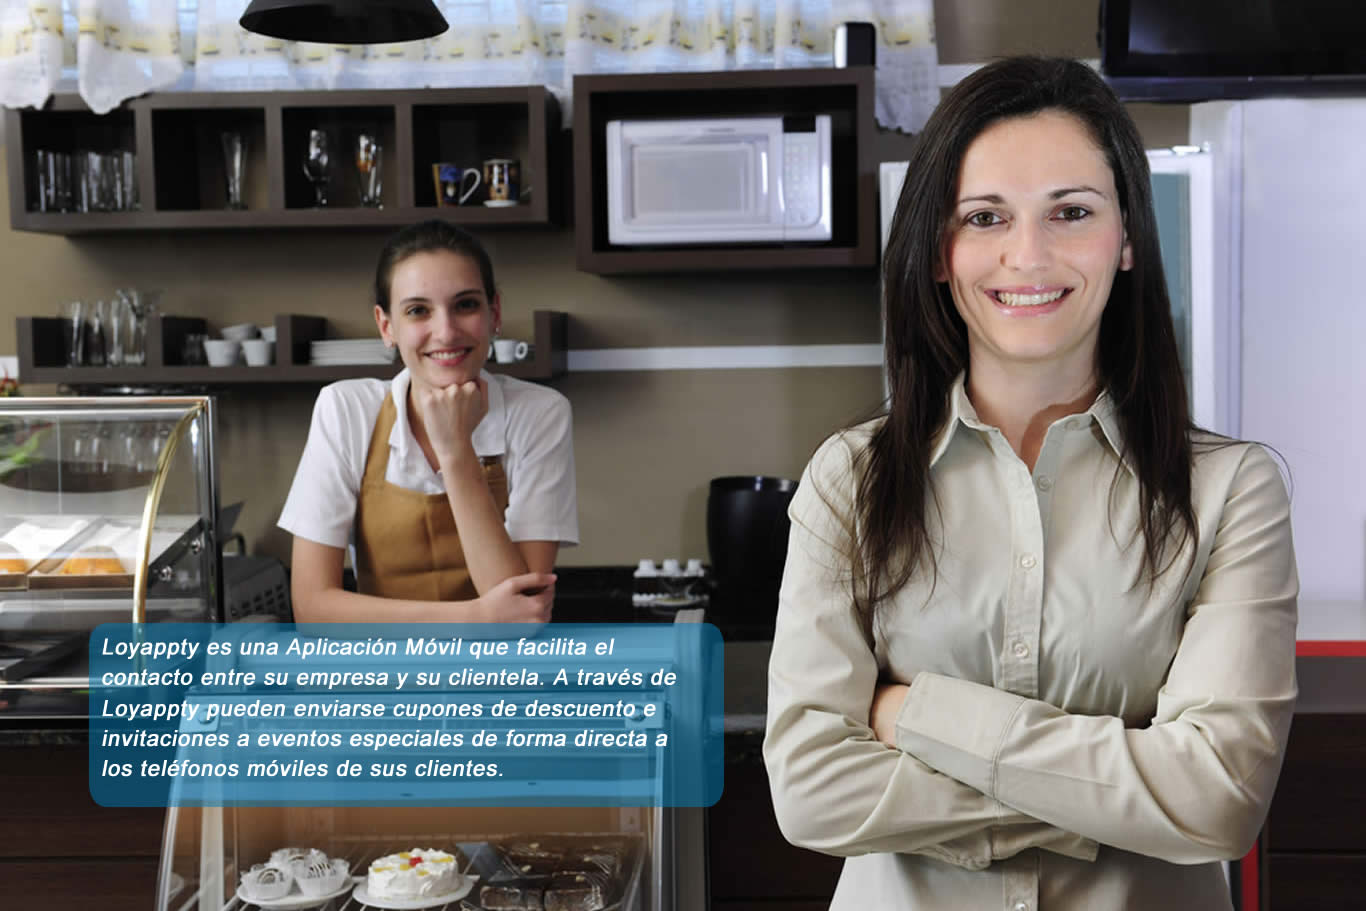 Loyappty es una Aplicación Móvil que facilita el
contacto entre su empresa y su clientela. A través de
Loyappty pueden enviarse cupones de descuento e
invitaciones a eventos especiales de forma directa a
los teléfonos móviles de sus clientes.